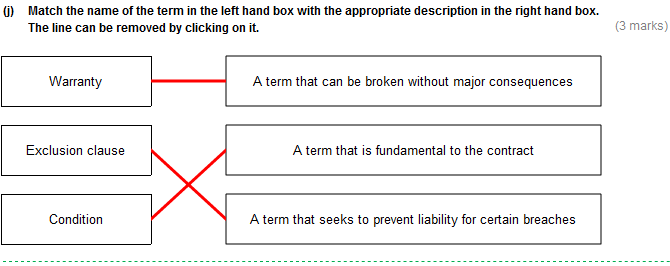 (j) Match the name of the term in the left hand box with the appropriate description in the right hand box.
The line can be removed by clicking on it.
(3 marks)
Warranty
A term that can be broken without major consequences
Exclusion clause
A term that is fundamental to the contract
Condition
A term that seeks to prevent liability for certain breaches